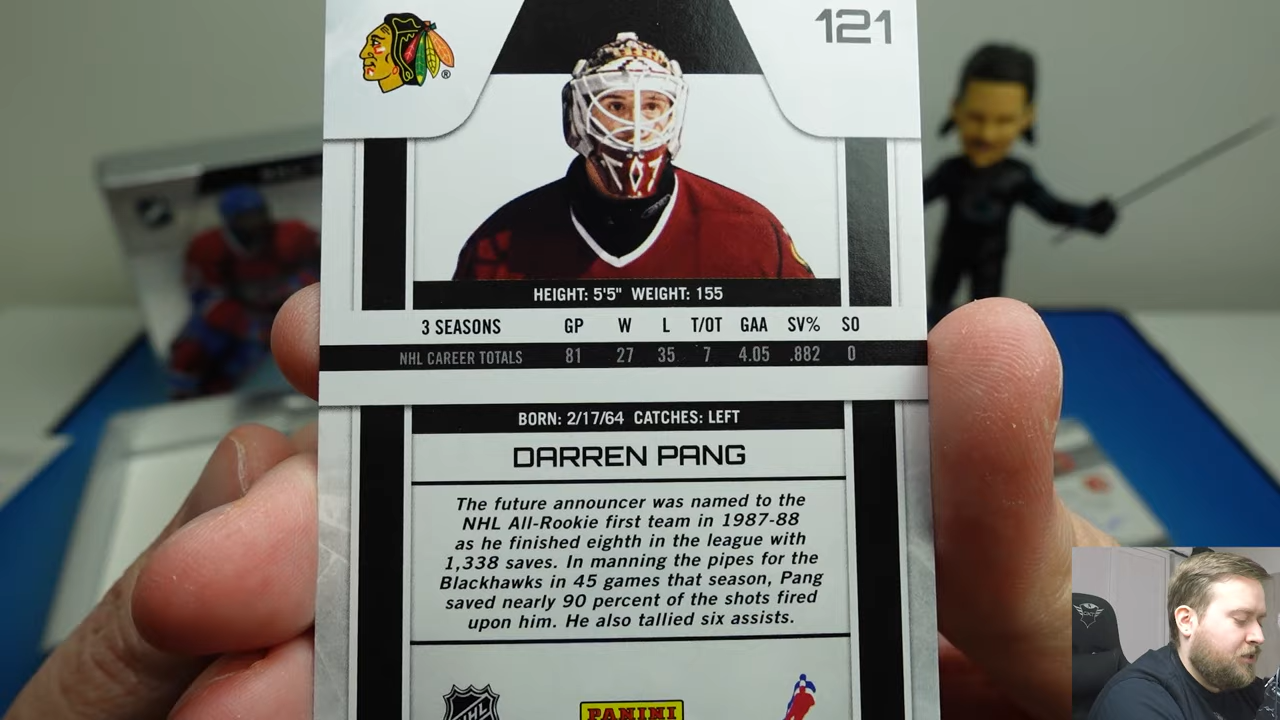 121
®
HEIGHT: 5'5" WEIGHT: 155
3 SEASONS GP W L T/OT GAA SV% SO
NHL CAREER TOTALS 81 27 35 7 4.05 .882 0
BORN: 2/17/64 CATCHES: LEFT
DARREN PANG
The future announcer was named to the
NHL All-Rookie first team in 1987-88
as he finished eighth in the league with
1,338 saves. In manning the pipes for the
Blackhawks in 45 games that season, Pang
saved nearly 90 percent of the shots fired
upon him. He also tallied six assists.
NHL
PANINI